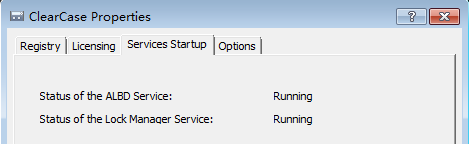 ClearCase Properties
Registry Licensing Services Startup Options
Status of the ALBD Service: Running
Status of the Lock Manager Service: Running